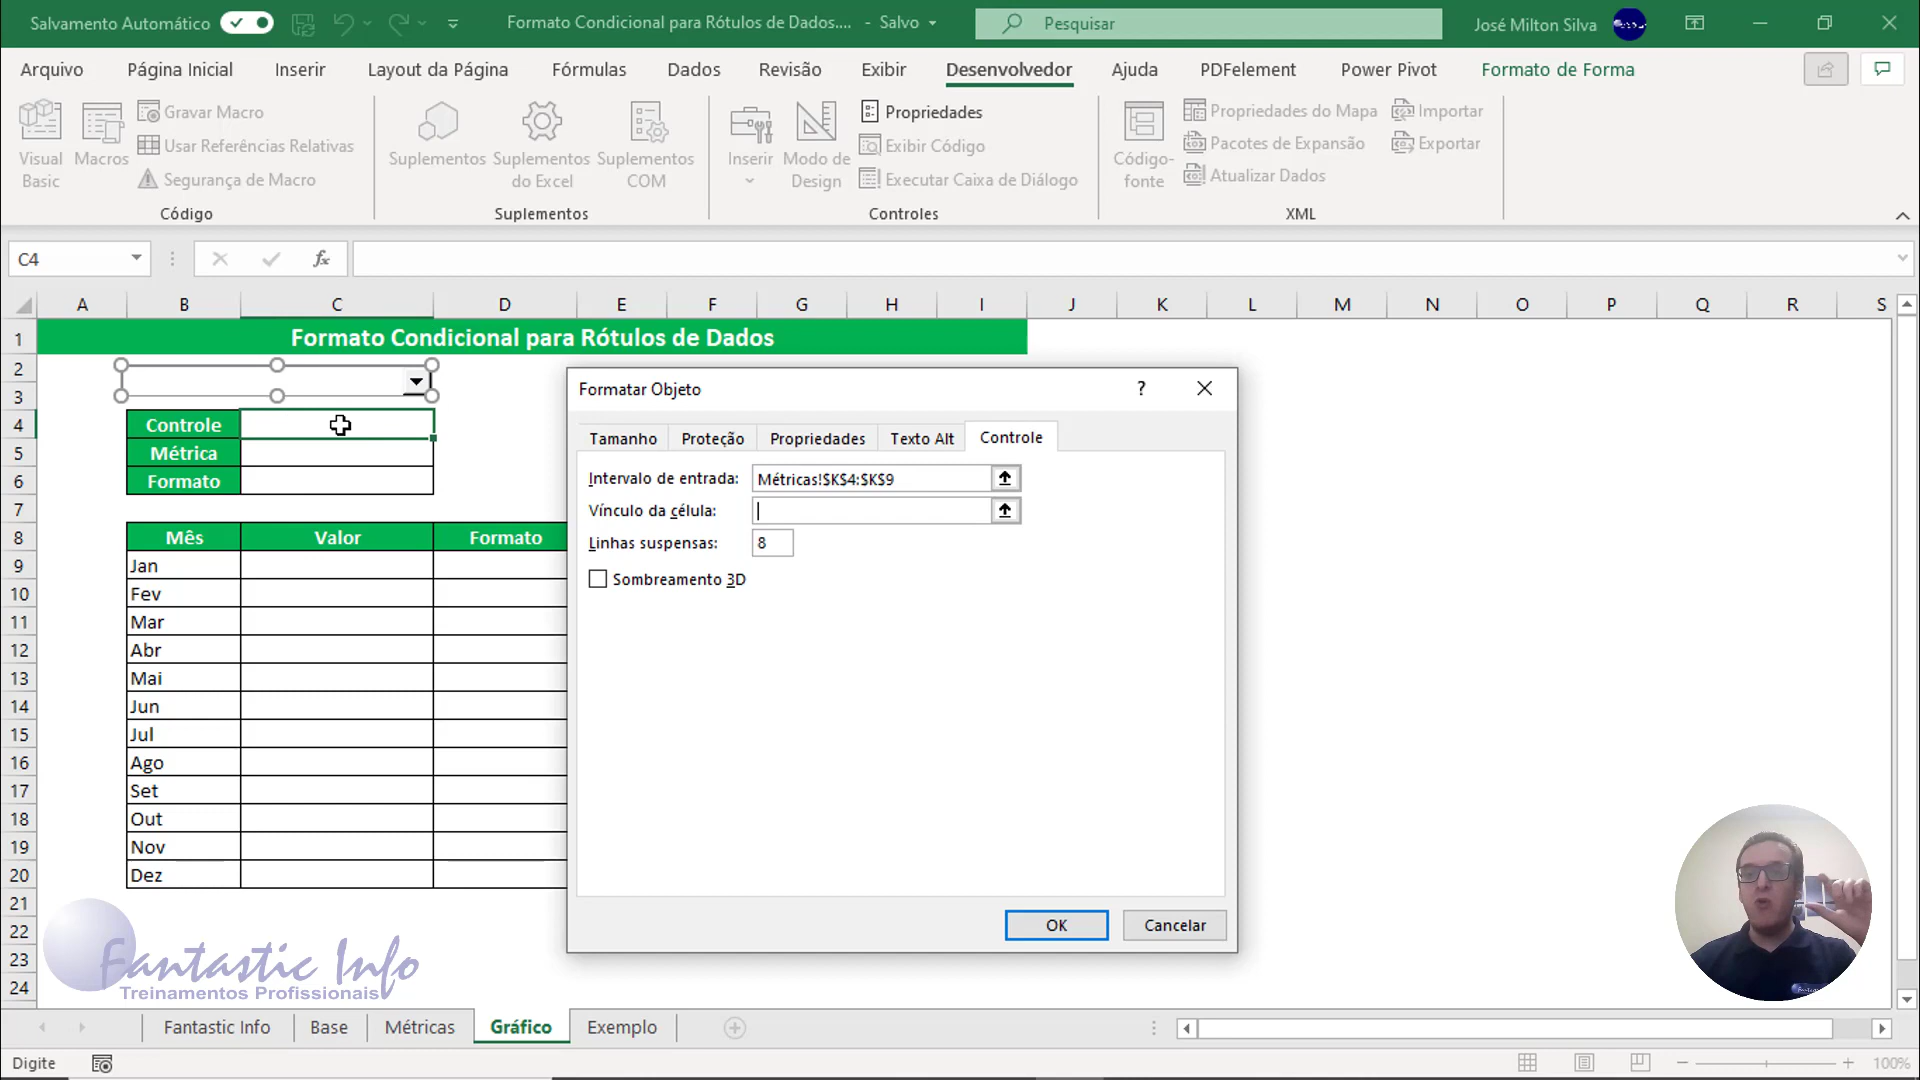 Salvamento Automático
Formato Condicional para Rótulos de Dados.... - Salvo
Pesquisar
José Milton Silva
Arquivo Página Inicial Inserir Layout da Página Fórmulas Dados Revisão Exibir Desenvolvedor Ajuda PDFelement Power Pivot Formato de Forma
Visual Basic
Macros
Gravar Macro
Usar Referências Relativas
Segurança de Macro
Código
Suplementos
Suplementos do Excel
Suplementos COM
Suplementos
Inserir
Modo de Design
Propriedades
Exibir Código
Executar Caixa de Diálogo
Controles
Código-fonte
Propriedades do Mapa
Pacotes de Expansão
Atualizar Dados
Importar
Exportar
XML
C4
fx
A B C D E F G H I J K L M N O P Q R S
1 Formato Condicional para Rótulos de Dados
2
3
4 Controle
5 Métrica
6 Formato
7
8 Mês Valor Formato
9 Jan
10 Fev
11 Mar
12 Abr
13 Mai
14 Jun
15 Jul
16 Ago
17 Set
18 Out
19 Nov
20 Dez
21
22
23
24
Formatar Objeto
?
Tamanho Proteção Propriedades Texto Alt Controle
Intervalo de entrada: Métricas!$K$4:$K$9
Vínculo da célula:
Linhas suspensas: 8
Sombreamento 3D
OK Cancelar
Fantastic Info
Treinamentos Profissionais
Fantastic Info Base Métricas Gráfico Exemplo
Digite
100%